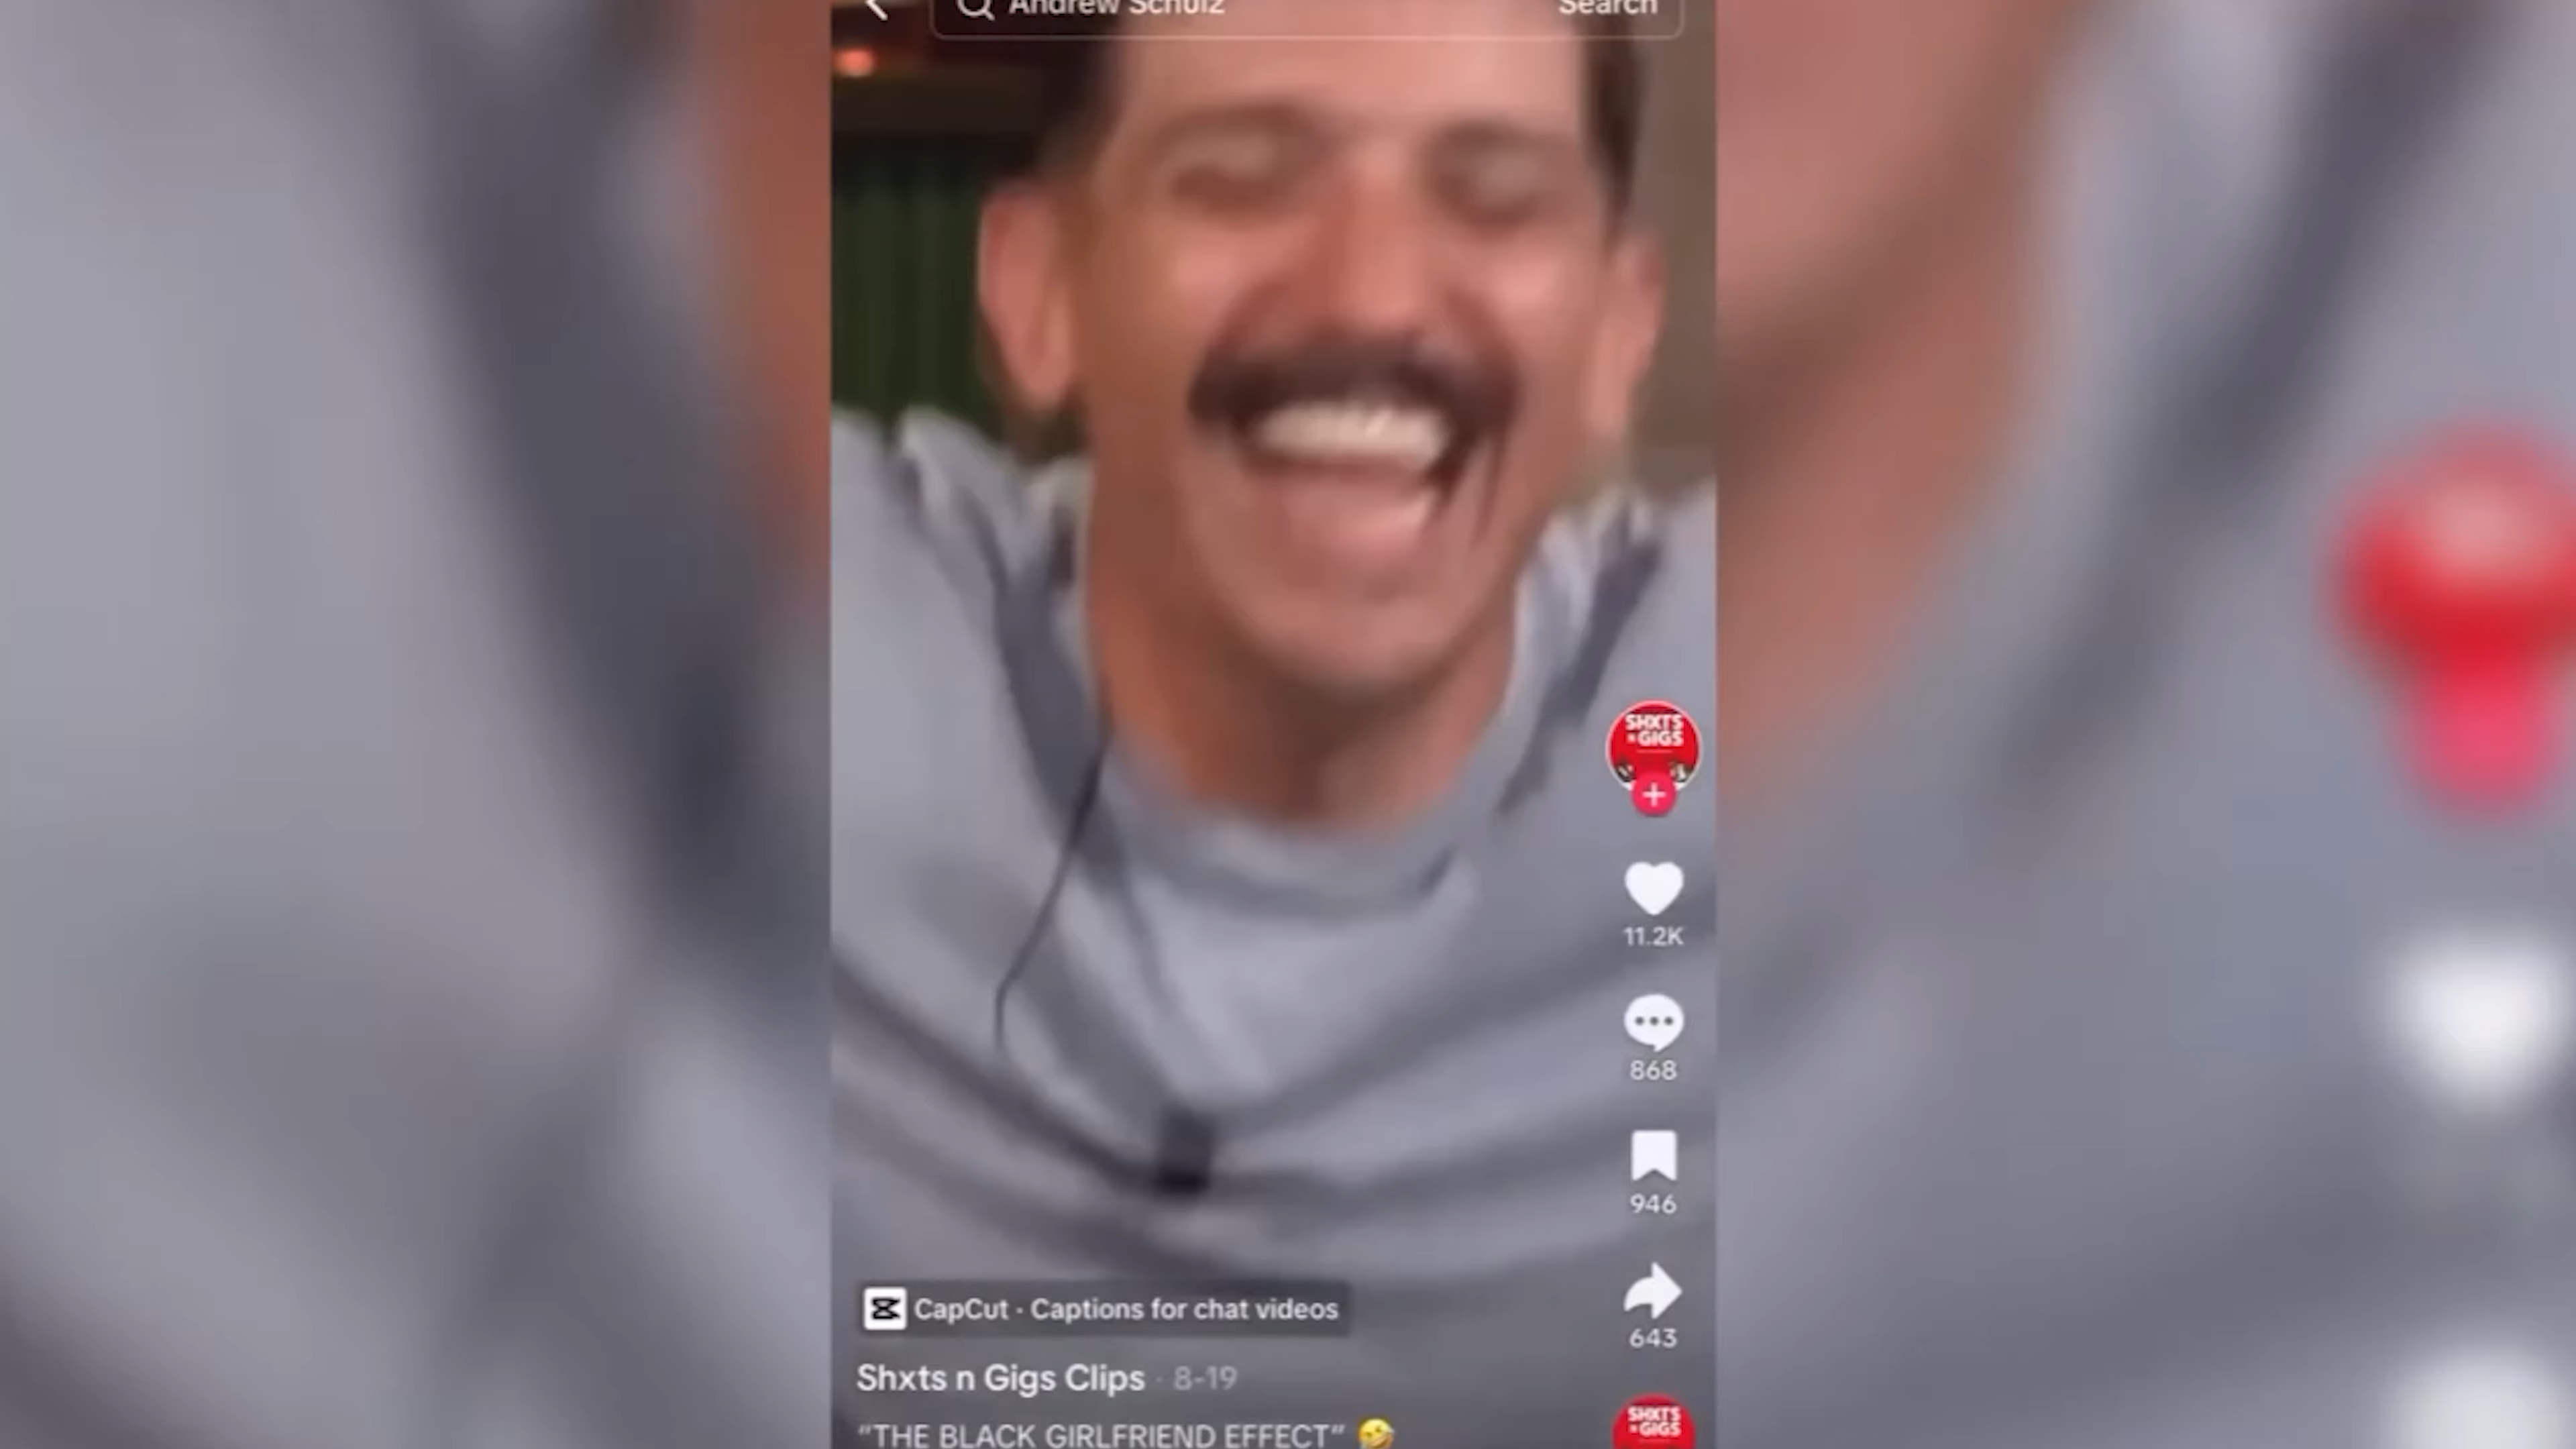 Andrew Schulz Search
SHXTS
n GIGS
11.2K
868
946
643
CapCut · Captions for chat videos
Shxts n Gigs Clips · 8-19
“THE BLACK GIRLFRIEND EFFECT” 🤣
SHXTS
n GIGS